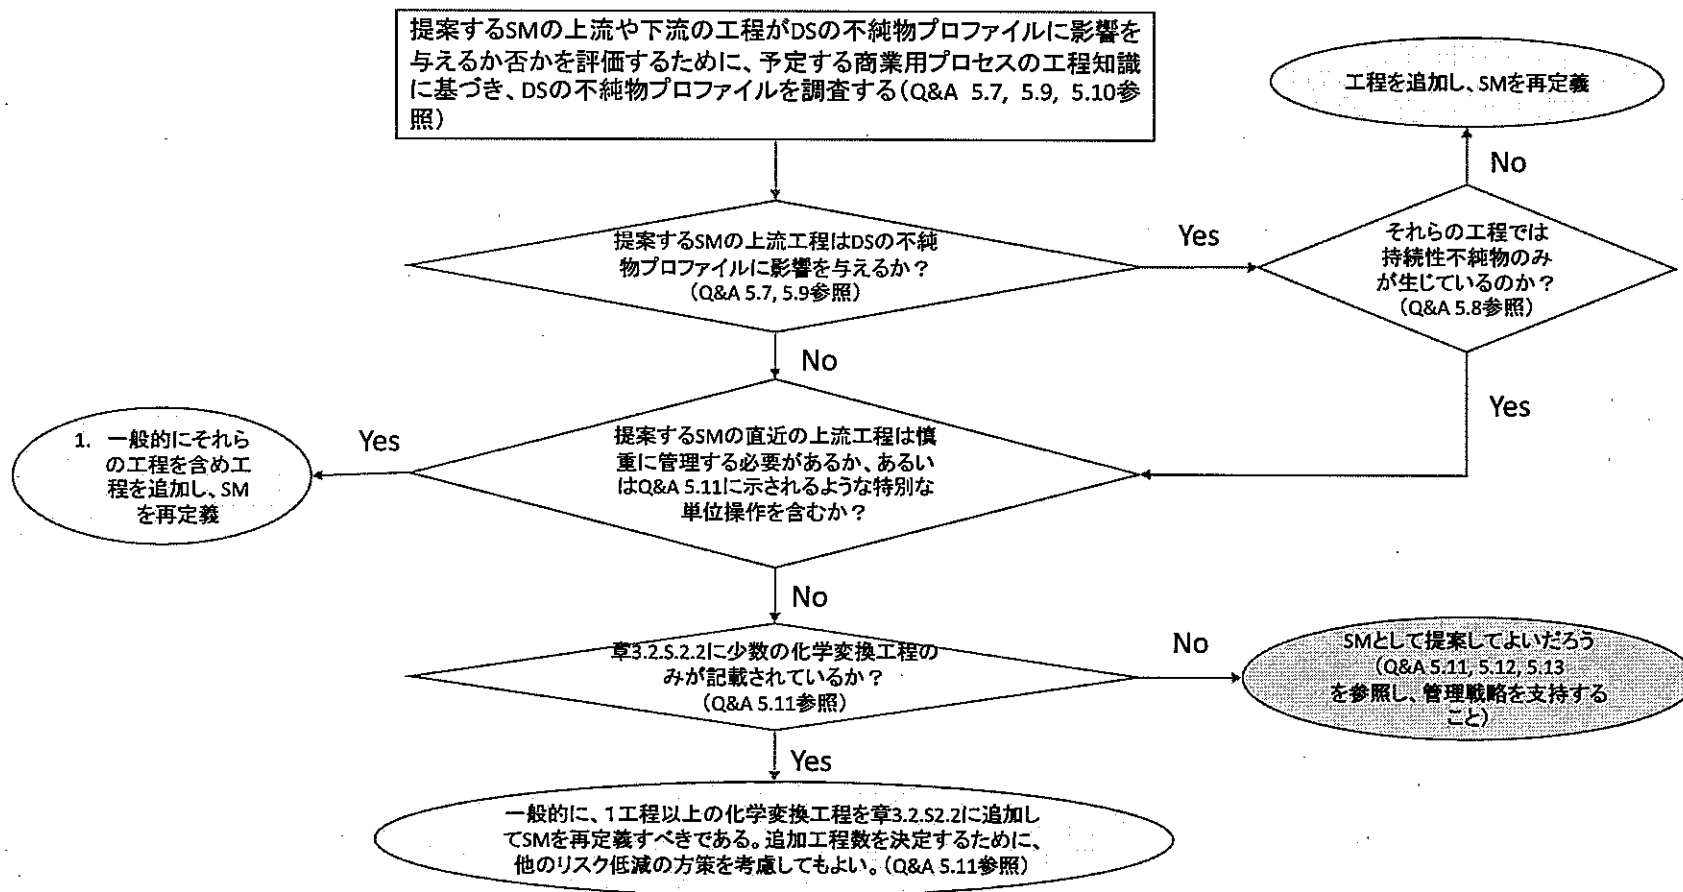 提案するSMの上流や下流の工程がDSの不純物プロファイルに影響を
与えるか否かを評価するために、予定する商業用プロセスの工程知識
に基づき、DSの不純物プロファイルを調査する(Q&A 5.7, 5.9, 5.10参
照)
工程を追加し、SMを再定義
No
提案するSMの上流工程はDSの不純
物プロファイルに影響を与えるか?
(Q&A 5.7, 5.9参照)
Yes
それらの工程では
持続性不純物のみ
が生じているのか?
(Q&A 5.8参照)
No
Yes
1. 一般的にそれら
の工程を含め工
程を追加し、SM
を再定義
Yes
提案するSMの直近の上流工程は慎
重に管理する必要があるか、あるい
はQ&A 5.11に示されるような特別な
単位操作を含むか?
No
章3.2.S.2.2に少数の化学変換工程の
みが記載されているか?
(Q&A 5.11参照)
No
SMとして提案してよいだろう
(Q&A 5.11, 5.12, 5.13
を参照し、管理戦略を支持する
こと)
Yes
一般的に、1工程以上の化学変換工程を章3.2.S2.2に追加し
てSMを再定義すべきである。追加工程数を決定するために、
他のリスク低減の方策を考慮してもよい。(Q&A 5.11参照)